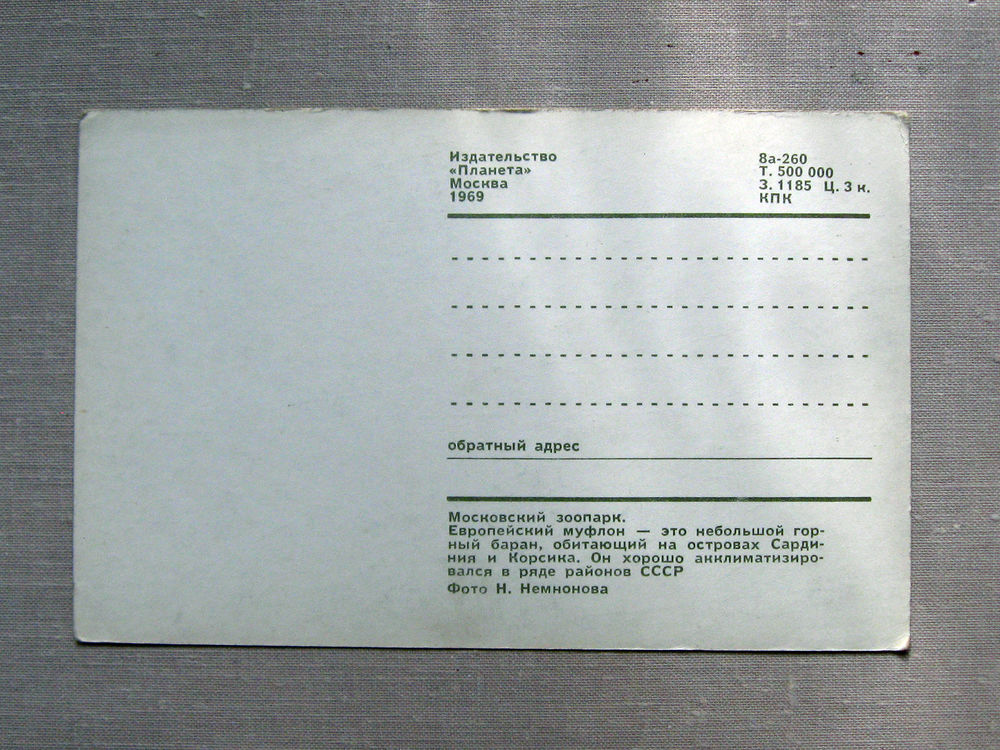 Издательство
«Планета»
Москва
1969
8а-260
Т. 500 000
З. 1185 Ц. 3 к.
КПК
обратный адрес
Московский зоопарк.
Европейский муфлон — это небольшой гор-
ный баран, обитающий на островах Сарди-
ния и Корсика. Он хорошо акклиматизиро-
вался в ряде районов СССР
Фото Н. Немнонова